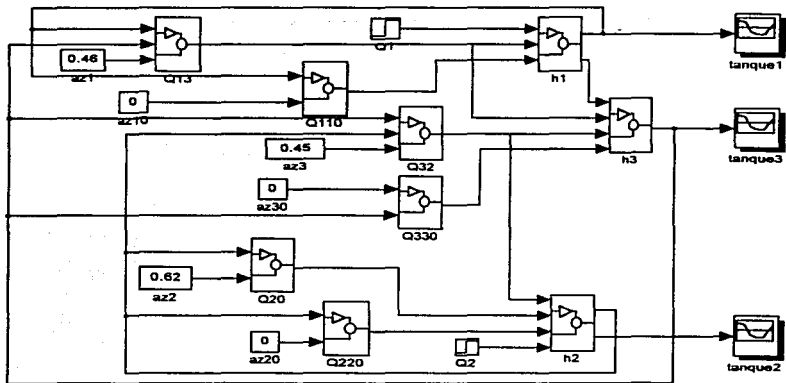 0.46
az1
Q13
Q1
h1
tanque1
0
az10
Q110
0.45
az3
Q32
h3
tanque3
0
az30
Q330
0.62
az2
Q20
0
az20
Q220
Q2
h2
tanque2